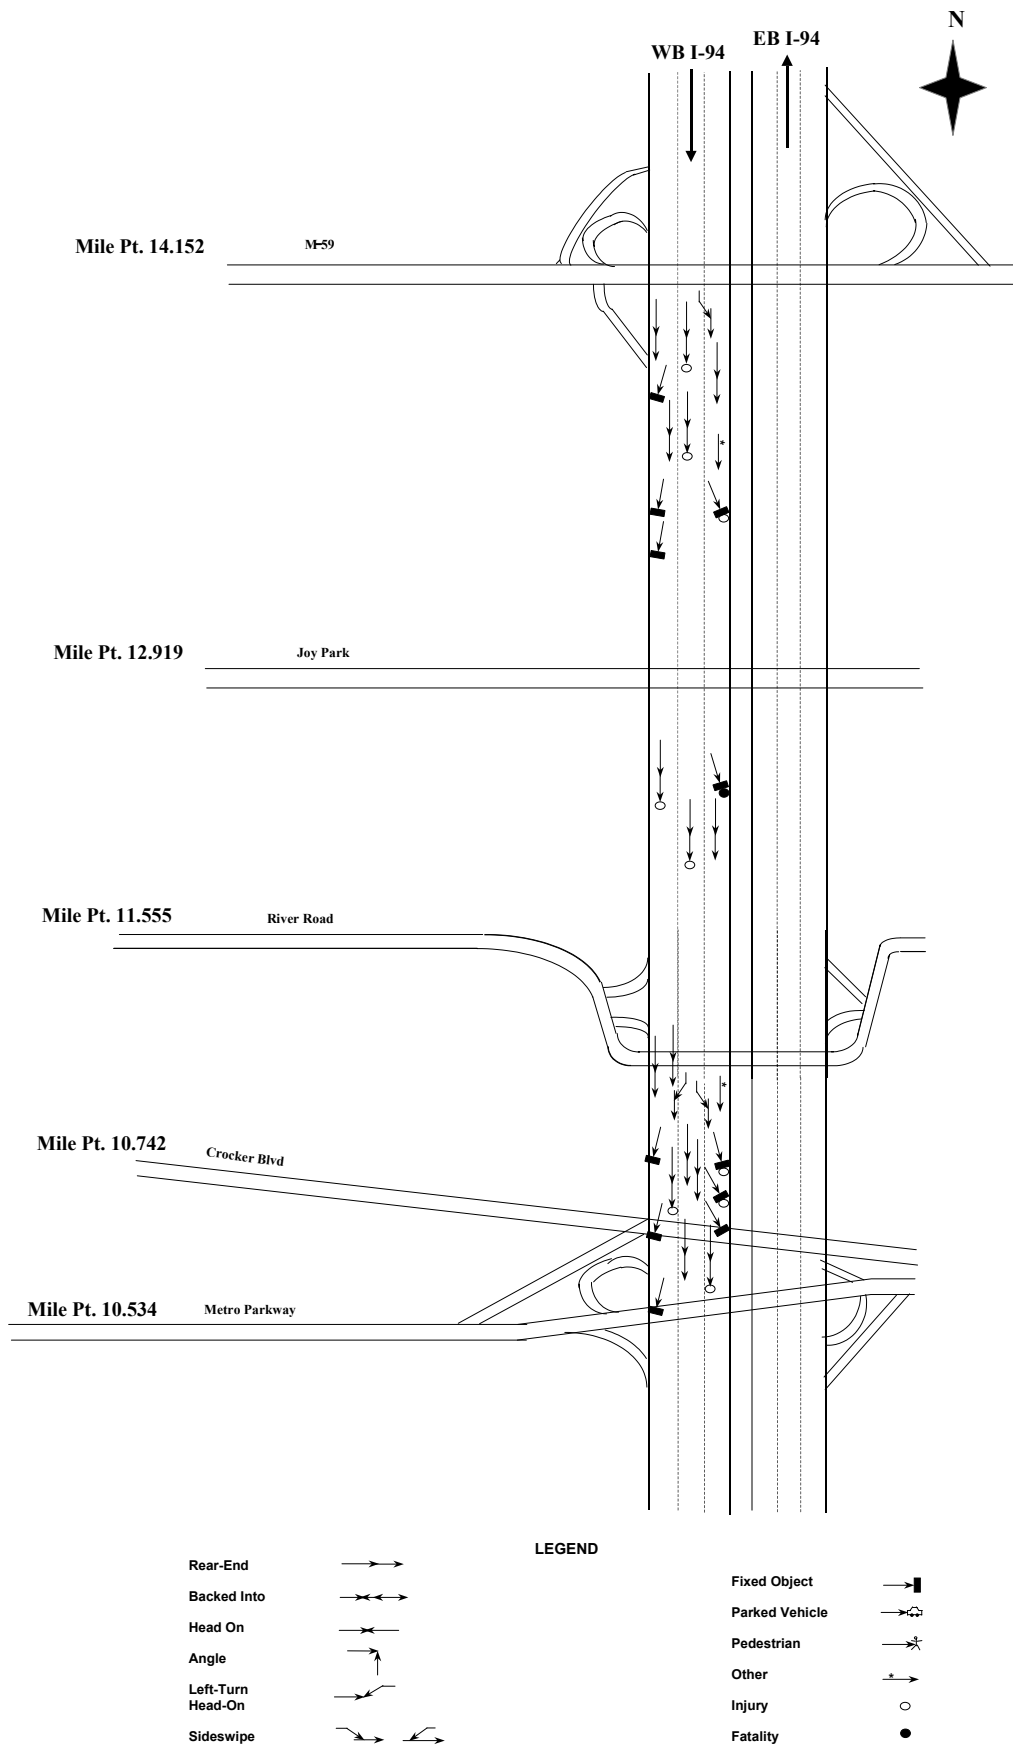 N
WB I-94
EB I-94
Mile Pt. 14.152
M-59
*
Mile Pt. 12.919
Joy Park
Mile Pt. 11.555
River Road
*
Mile Pt. 10.742
Crocker Blvd
Mile Pt. 10.534
Metro Parkway
LEGEND
Rear-End
Backed Into
Head On
Angle
Left-Turn
Head-On
Sideswipe
Fixed Object
Parked Vehicle
Pedestrian
Other
*
Injury
Fatality